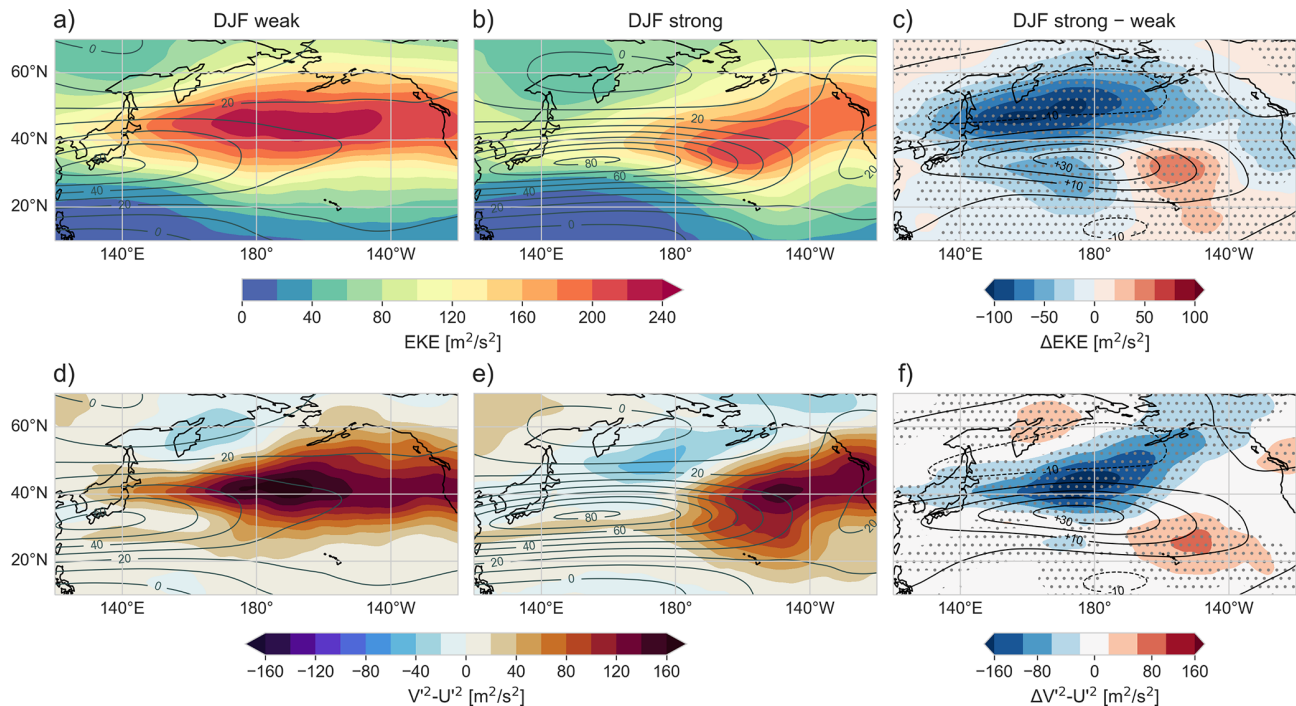 a) DJF weak
b) DJF strong
c) DJF strong − weak
60°N
40°N
20°N
0
20
40
20
0
0
20
80
60
40
20
0
20
-10
+30
+10
-10
140°E 180° 140°W
140°E 180° 140°W
140°E 180° 140°W
0 40 80 120 160 200 240
EKE [m²/s²]
−100 −50 0 50 100
ΔEKE [m²/s²]
d)
e)
f)
60°N
40°N
20°N
0
20
40
20
0
0
20
80
60
40
20
0
20
-10
+30
+10
-10
140°E 180° 140°W
140°E 180° 140°W
140°E 180° 140°W
−160 −120 −80 −40 0 40 80 120 160
V'²-U'² [m²/s²]
−160 −80 0 80 160
ΔV'²-U'² [m²/s²]